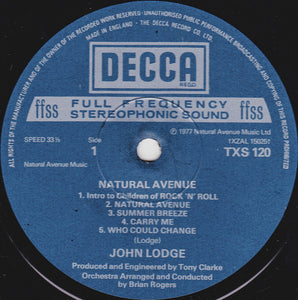 ALL RIGHTS OF THE MANUFACTURER AND OF THE OWNER OF THE RECORDED WORK RESERVED · UNAUTHORISED PUBLIC PERFORMANCE BROADCASTING AND COPYING OF THIS RECORD PROHIBITED
MADE IN ENGLAND · THE DECCA RECORD CO. LTD.
DECCA
REGD
ffss
FULL FREQUENCY
STEREOPHONIC SOUND
ffss
SPEED 33⅓
Side
1
Natural Avenue Music
℗ 1977 Natural Avenue Music Ltd
1XZAL 15025
TXS 120
NATURAL AVENUE
1. Intro to Children of ROCK 'N' ROLL
2. NATURAL AVENUE
3. SUMMER BREEZE
4. CARRY ME
5. WHO COULD CHANGE
(Lodge)
JOHN LODGE
Produced and Engineered by Tony Clarke
Orchestra Arranged and Conducted by
Brian Rogers